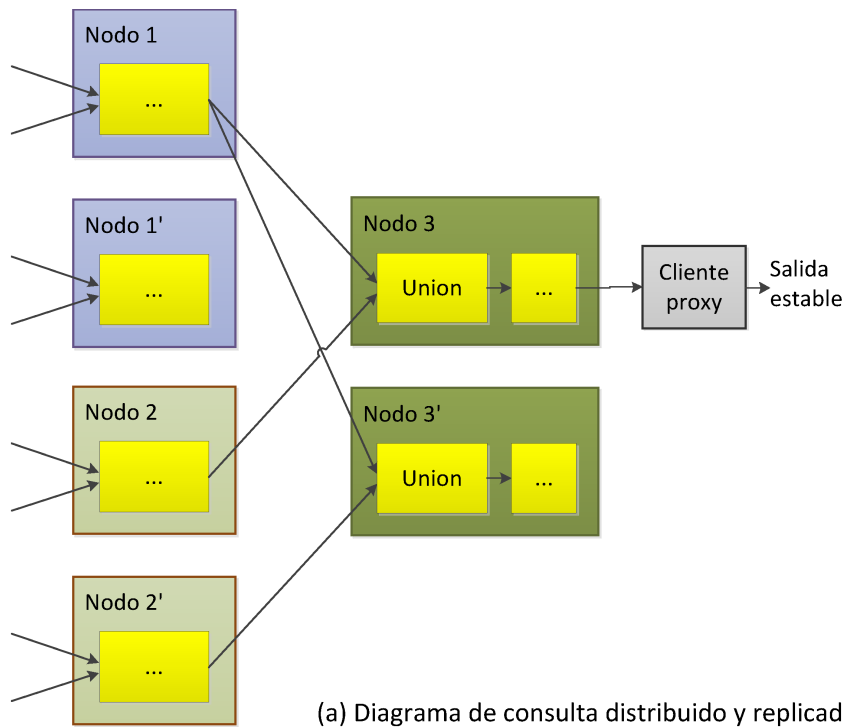 Nodo 1
...
Nodo 1'
...
Nodo 3
Union
...
Cliente
proxy
Salida
estable
Nodo 2
...
Nodo 3'
Union
...
Nodo 2'
...
(a) Diagrama de consulta distribuido y replicad